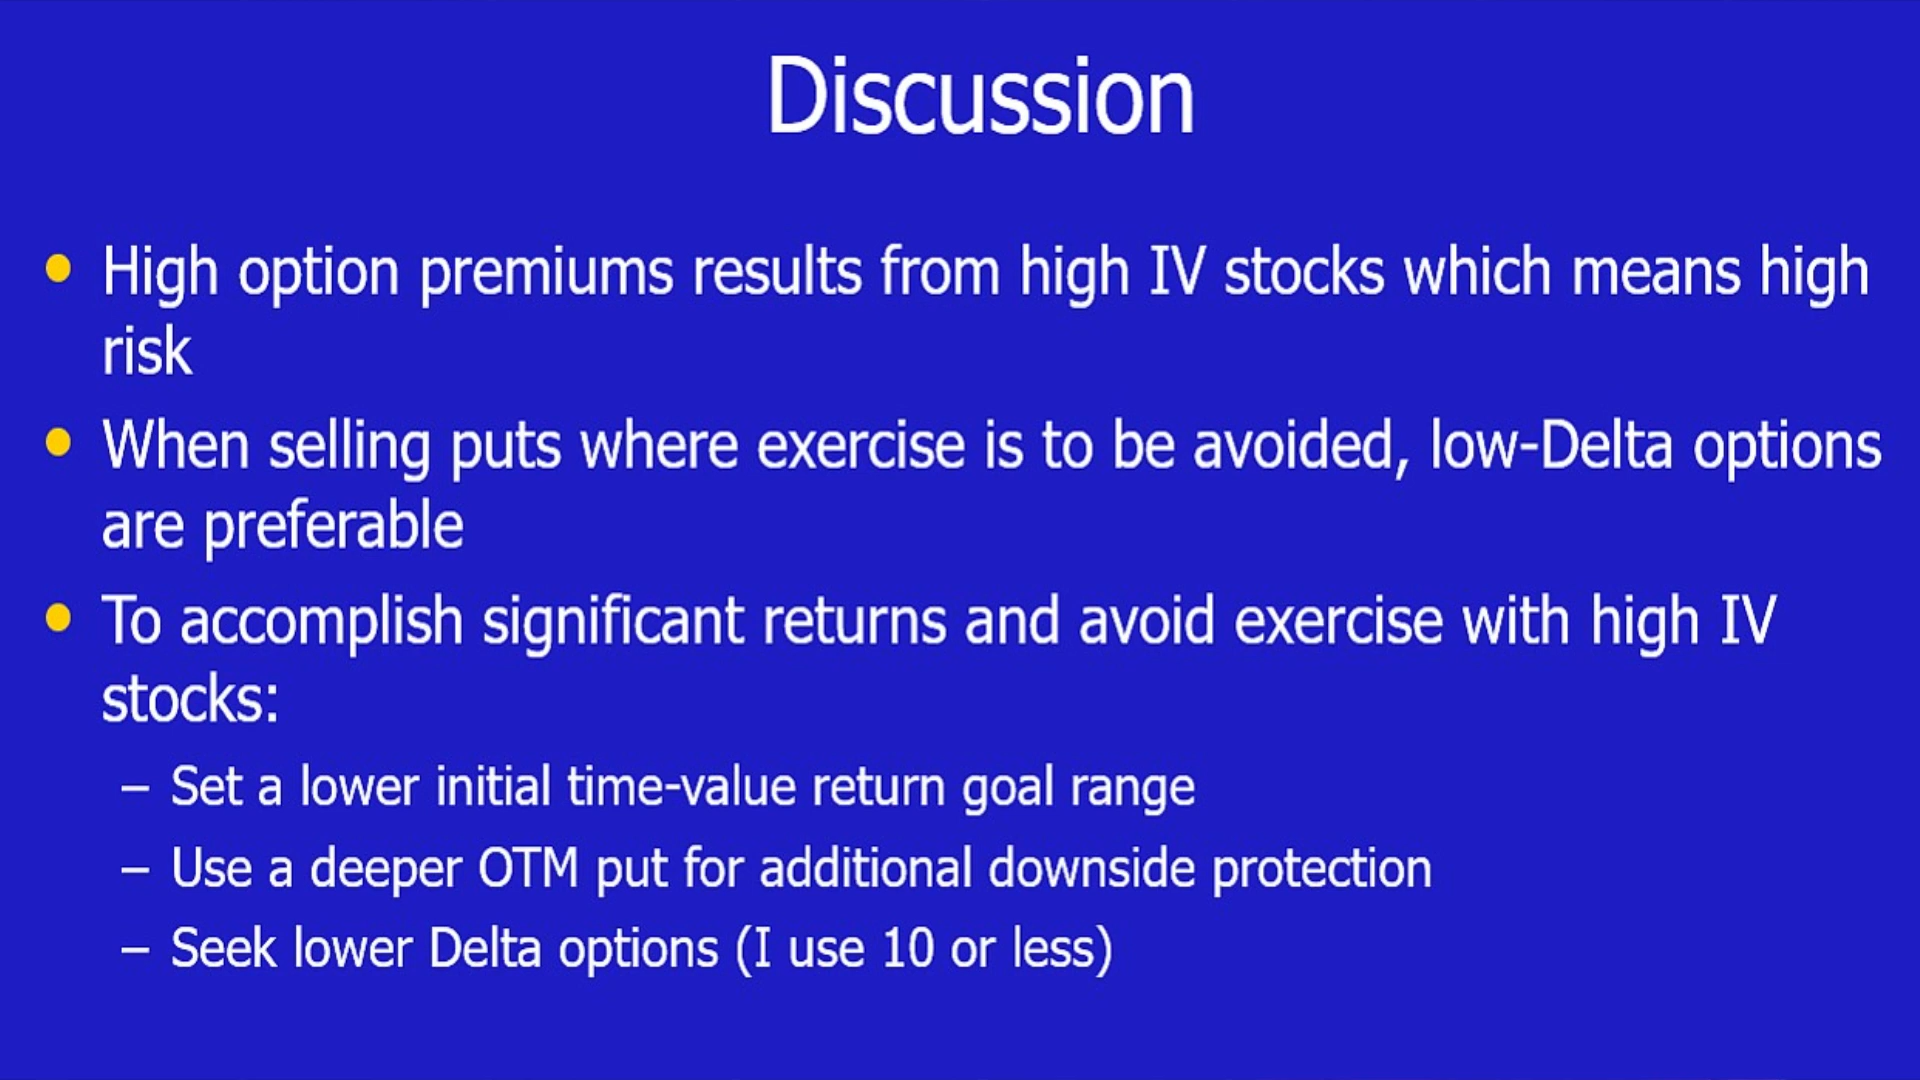 Discussion
• High option premiums results from high IV stocks which means high
risk
• When selling puts where exercise is to be avoided, low-Delta options
are preferable
• To accomplish significant returns and avoid exercise with high IV
stocks:
– Set a lower initial time-value return goal range
– Use a deeper OTM put for additional downside protection
– Seek lower Delta options (I use 10 or less)